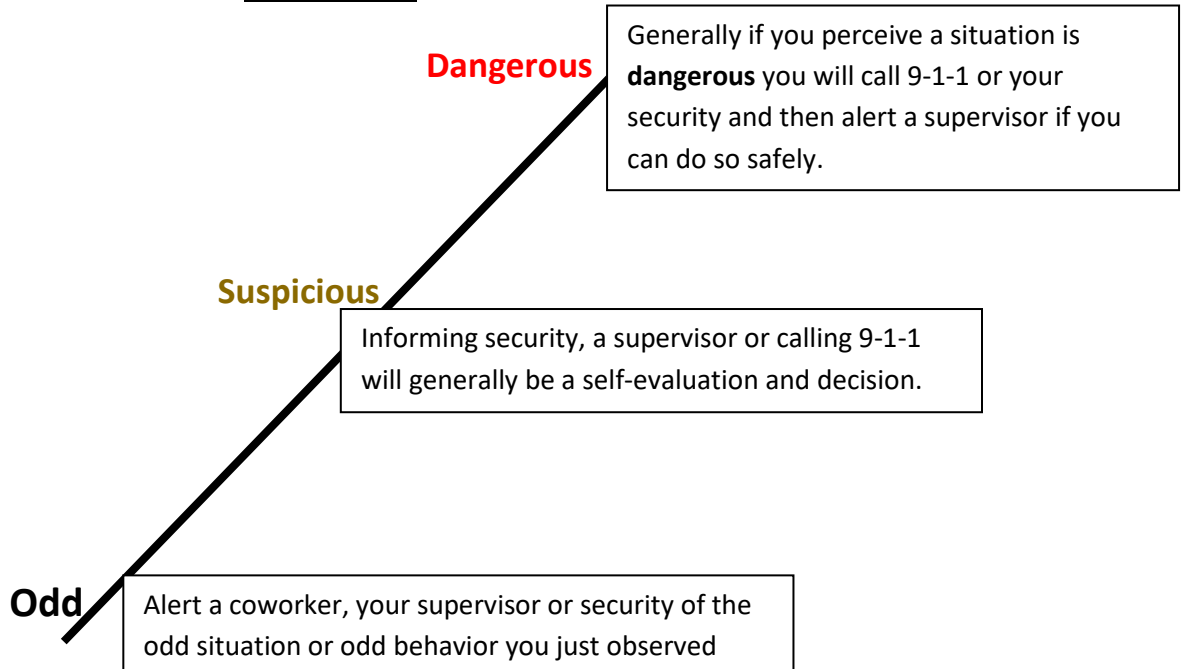 Dangerous
Generally if you perceive a situation is
dangerous you will call 9-1-1 or your
security and then alert a supervisor if you
can do so safely.
Suspicious
Informing security, a supervisor or calling 9-1-1
will generally be a self-evaluation and decision.
Odd
Alert a coworker, your supervisor or security of the
odd situation or odd behavior you just observed